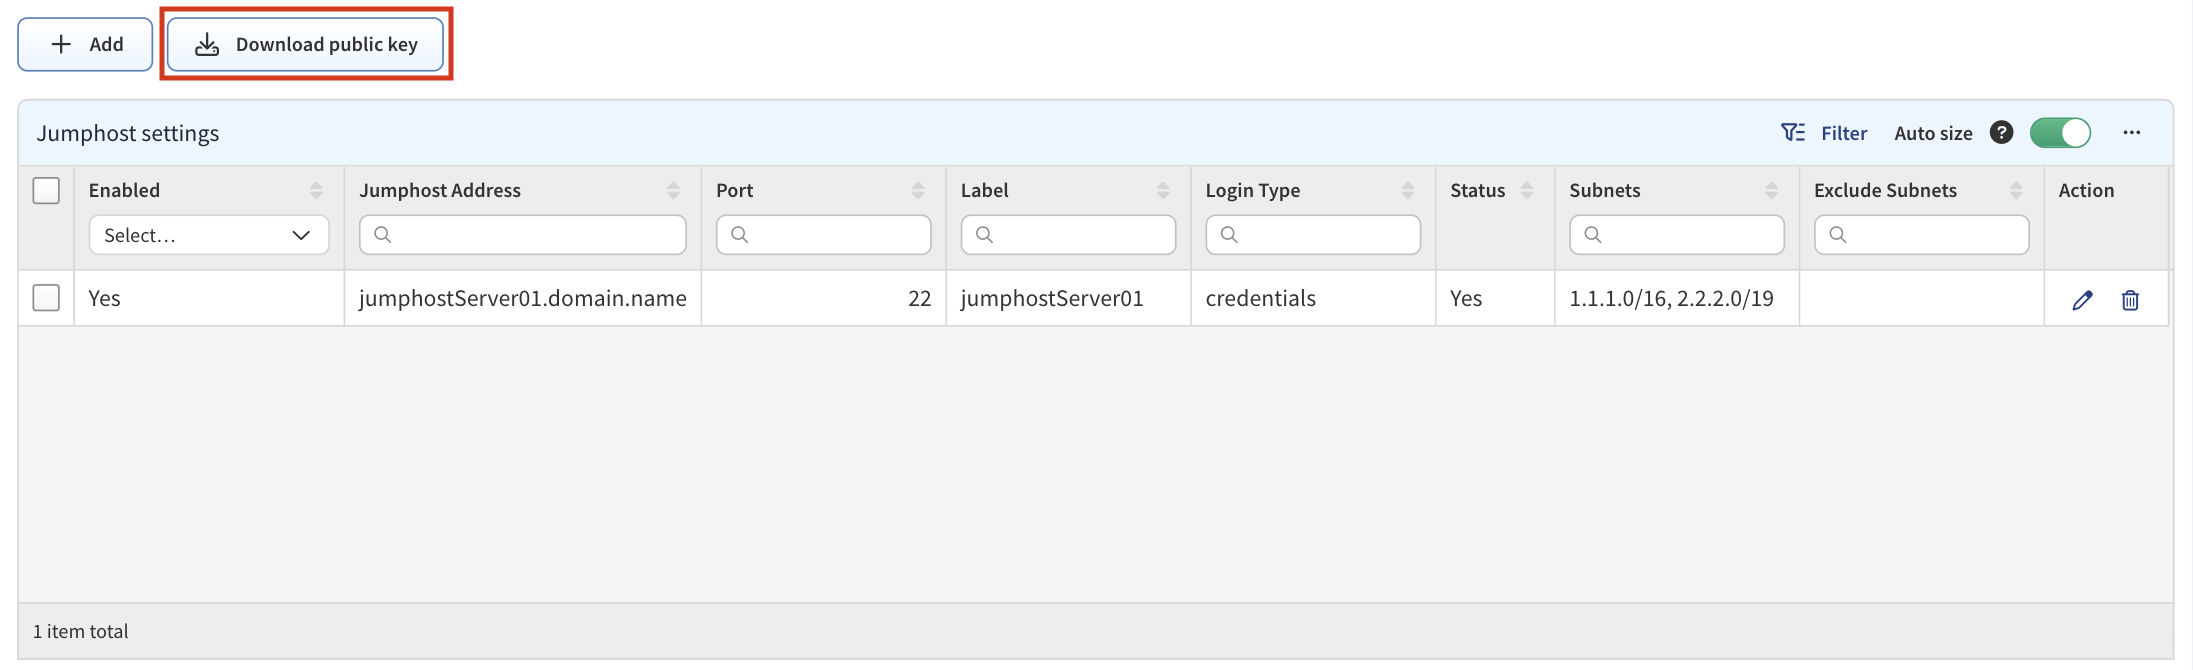 Add Download public key
Jumphost settings Filter Auto size ? ...
Enabled Jumphost Address Port Label Login Type Status Subnets Exclude Subnets Action
Select...
Yes jumphostServer01.domain.name 22 jumphostServer01 credentials Yes 1.1.1.0/16, 2.2.2.0/19
1 item total